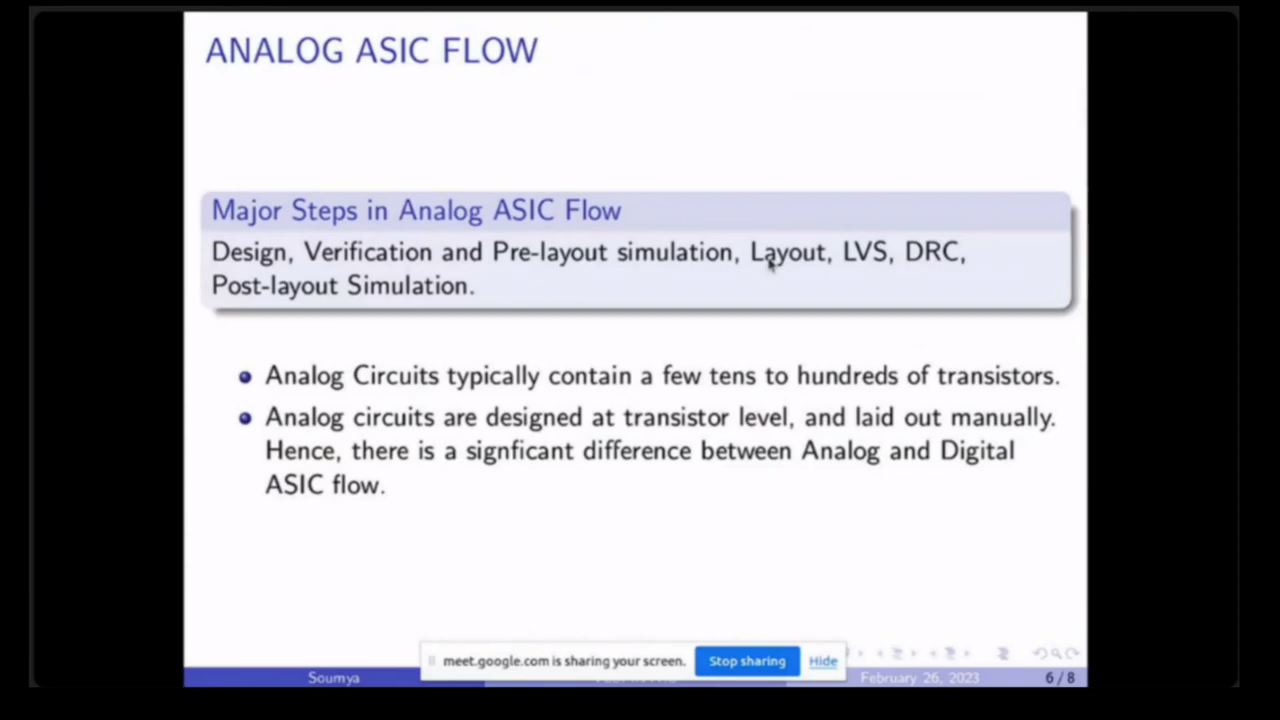 ANALOG ASIC FLOW
Major Steps in Analog ASIC Flow
Design, Verification and Pre-layout simulation, Layout, LVS, DRC,
Post-layout Simulation.
Analog Circuits typically contain a few tens to hundreds of transistors.
Analog circuits are designed at transistor level, and laid out manually.
Hence, there is a signficant difference between Analog and Digital
ASIC flow.
meet.google.com is sharing your screen. Stop sharing Hide
Soumya February 26, 2023 6 / 8